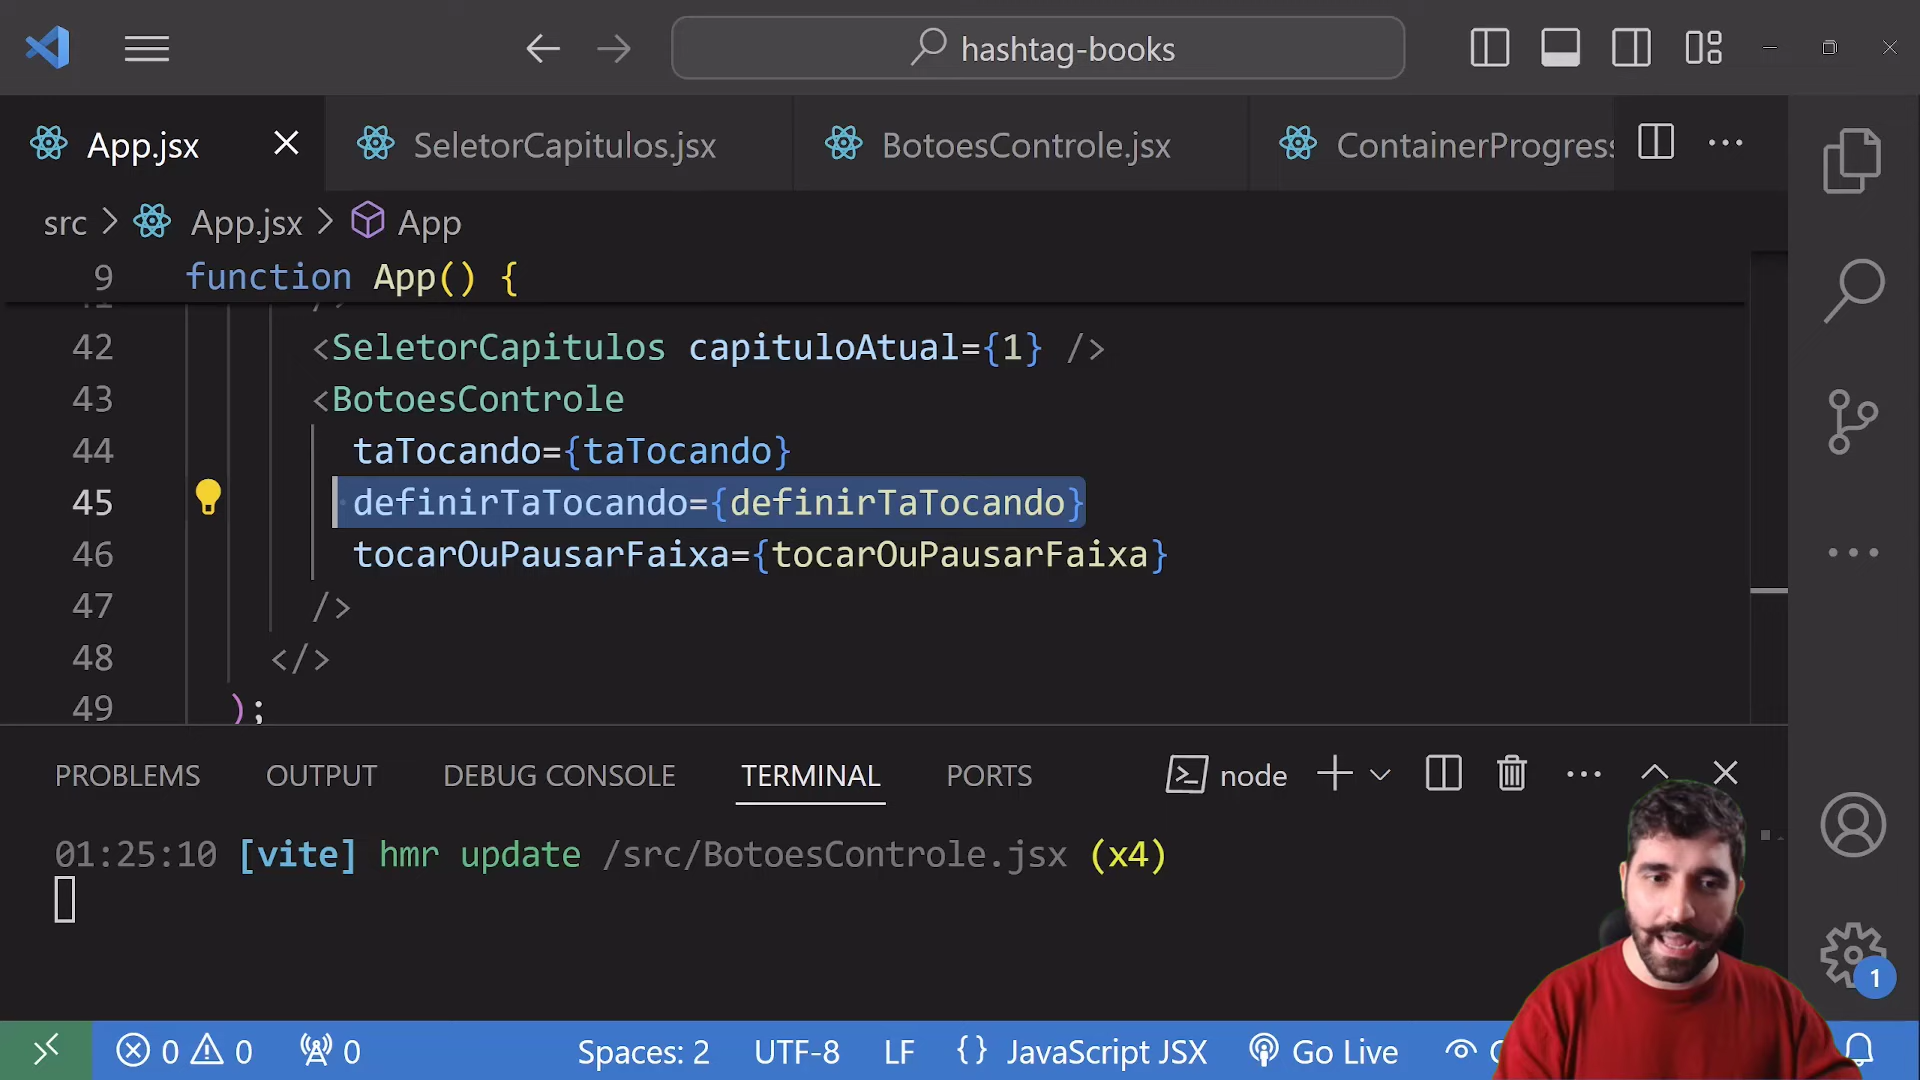 hashtag-books
App.jsx
SeletorCapitulos.jsx
BotoesControle.jsx
ContainerProgress
src > App.jsx > App
9 function App() {
42 <SeletorCapitulos capituloAtual={1} />
43 <BotoesControle
44 taTocando={taTocando}
45 definirTaTocando={definirTaTocando}
46 tocarOuPausarFaixa={tocarOuPausarFaixa}
47 />
48 </>
49 );
PROBLEMS OUTPUT DEBUG CONSOLE TERMINAL PORTS node
01:25:10 [vite] hmr update /src/BotoesControle.jsx (x4)
1
0 0 0 Spaces: 2 UTF-8 LF {} JavaScript JSX Go Live